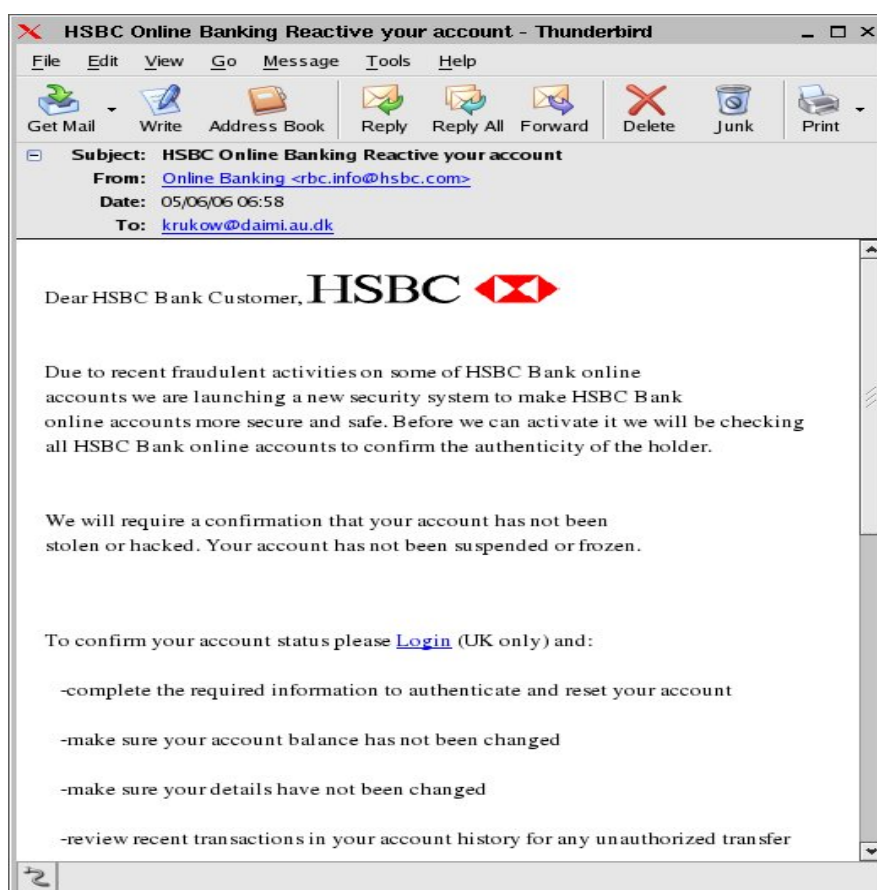 HSBC Online Banking Reactive your account - Thunderbird
File Edit View Go Message Tools Help
Get Mail Write Address Book Reply Reply All Forward Delete Junk Print
Subject: HSBC Online Banking Reactive your account
From: Online Banking <rbc.info@hsbc.com>
Date: 05/06/06 06:58
To: krukow@daimi.au.dk
Dear HSBC Bank Customer, HSBC
Due to recent fraudulent activities on some of HSBC Bank online
accounts we are launching a new security system to make HSBC Bank
online accounts more secure and safe. Before we can activate it we will be checking
all HSBC Bank online accounts to confirm the authenticity of the holder.
We will require a confirmation that your account has not been
stolen or hacked. Your account has not been suspended or frozen.
To confirm your account status please Login (UK only) and:
-complete the required information to authenticate and reset your account
-make sure your account balance has not been changed
-make sure your details have not been changed
-review recent transactions in your account history for any unauthorized transfer